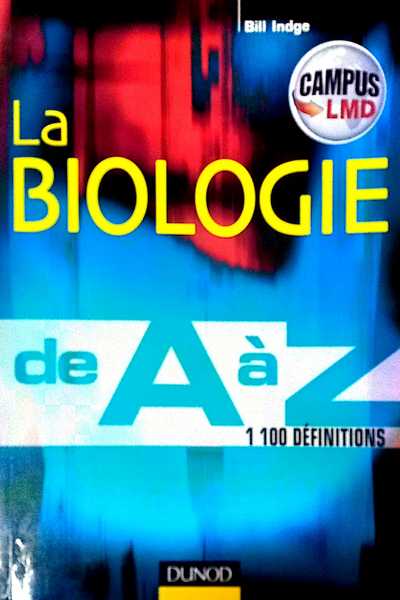 Bill Indge
CAMPUS
LMD
La
BIOLOGIE
de A à Z
1 100 DÉFINITIONS
DUNOD